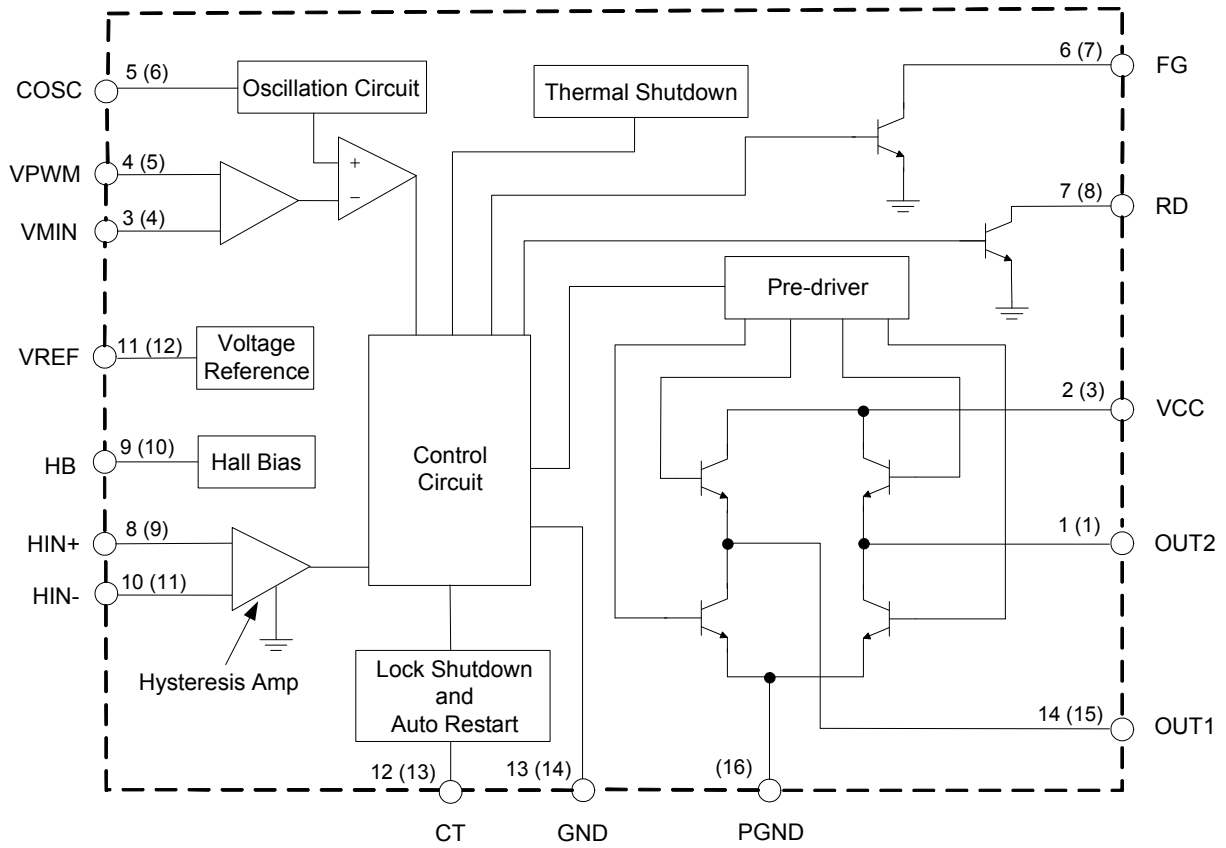 6 (7)
FG
5 (6)
COSC
Oscillation Circuit
Thermal Shutdown
+
−
4 (5)
VPWM
3 (4)
VMIN
7 (8)
RD
Pre-driver
11 (12)
VREF
Voltage
Reference
2 (3)
VCC
9 (10)
HB
Hall Bias
Control
Circuit
8 (9)
HIN+
10 (11)
HIN-
1 (1)
OUT2
Hysteresis Amp
Lock Shutdown
and
Auto Restart
14 (15)
OUT1
12 (13)
13 (14)
(16)
CT
GND
PGND